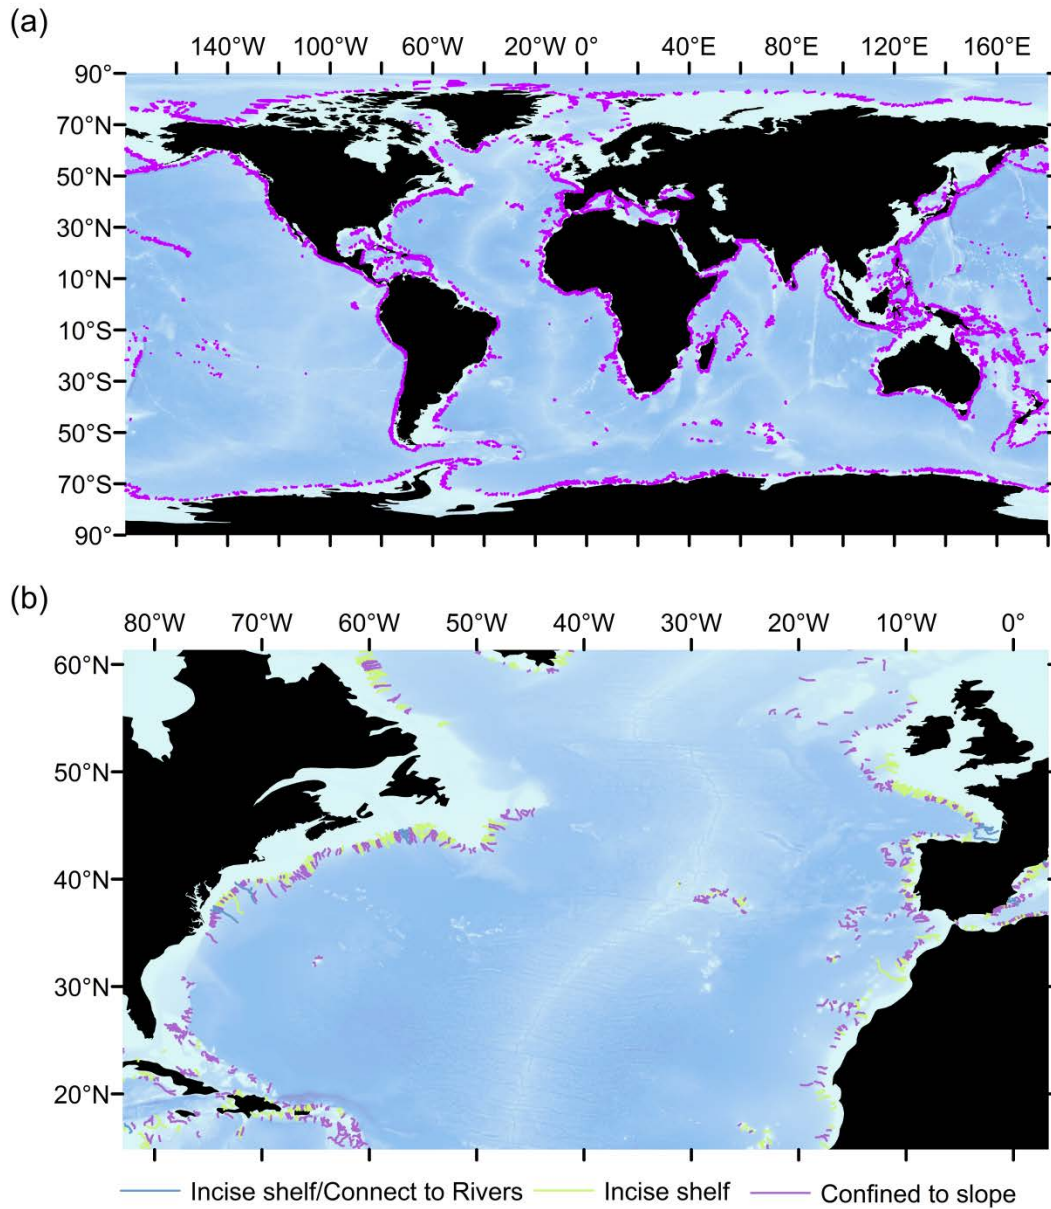 (a)
140°W 100°W 60°W 20°W 0° 40°E 80°E 120°E 160°E
90°
70°N
50°N
30°N
10°N
10°S
30°S
50°S
70°S
90°
(b)
80°W 70°W 60°W 50°W 40°W 30°W 20°W 10°W 0°
60°N
50°N
40°N
30°N
20°N
Incise shelf/Connect to Rivers Incise shelf Confined to slope